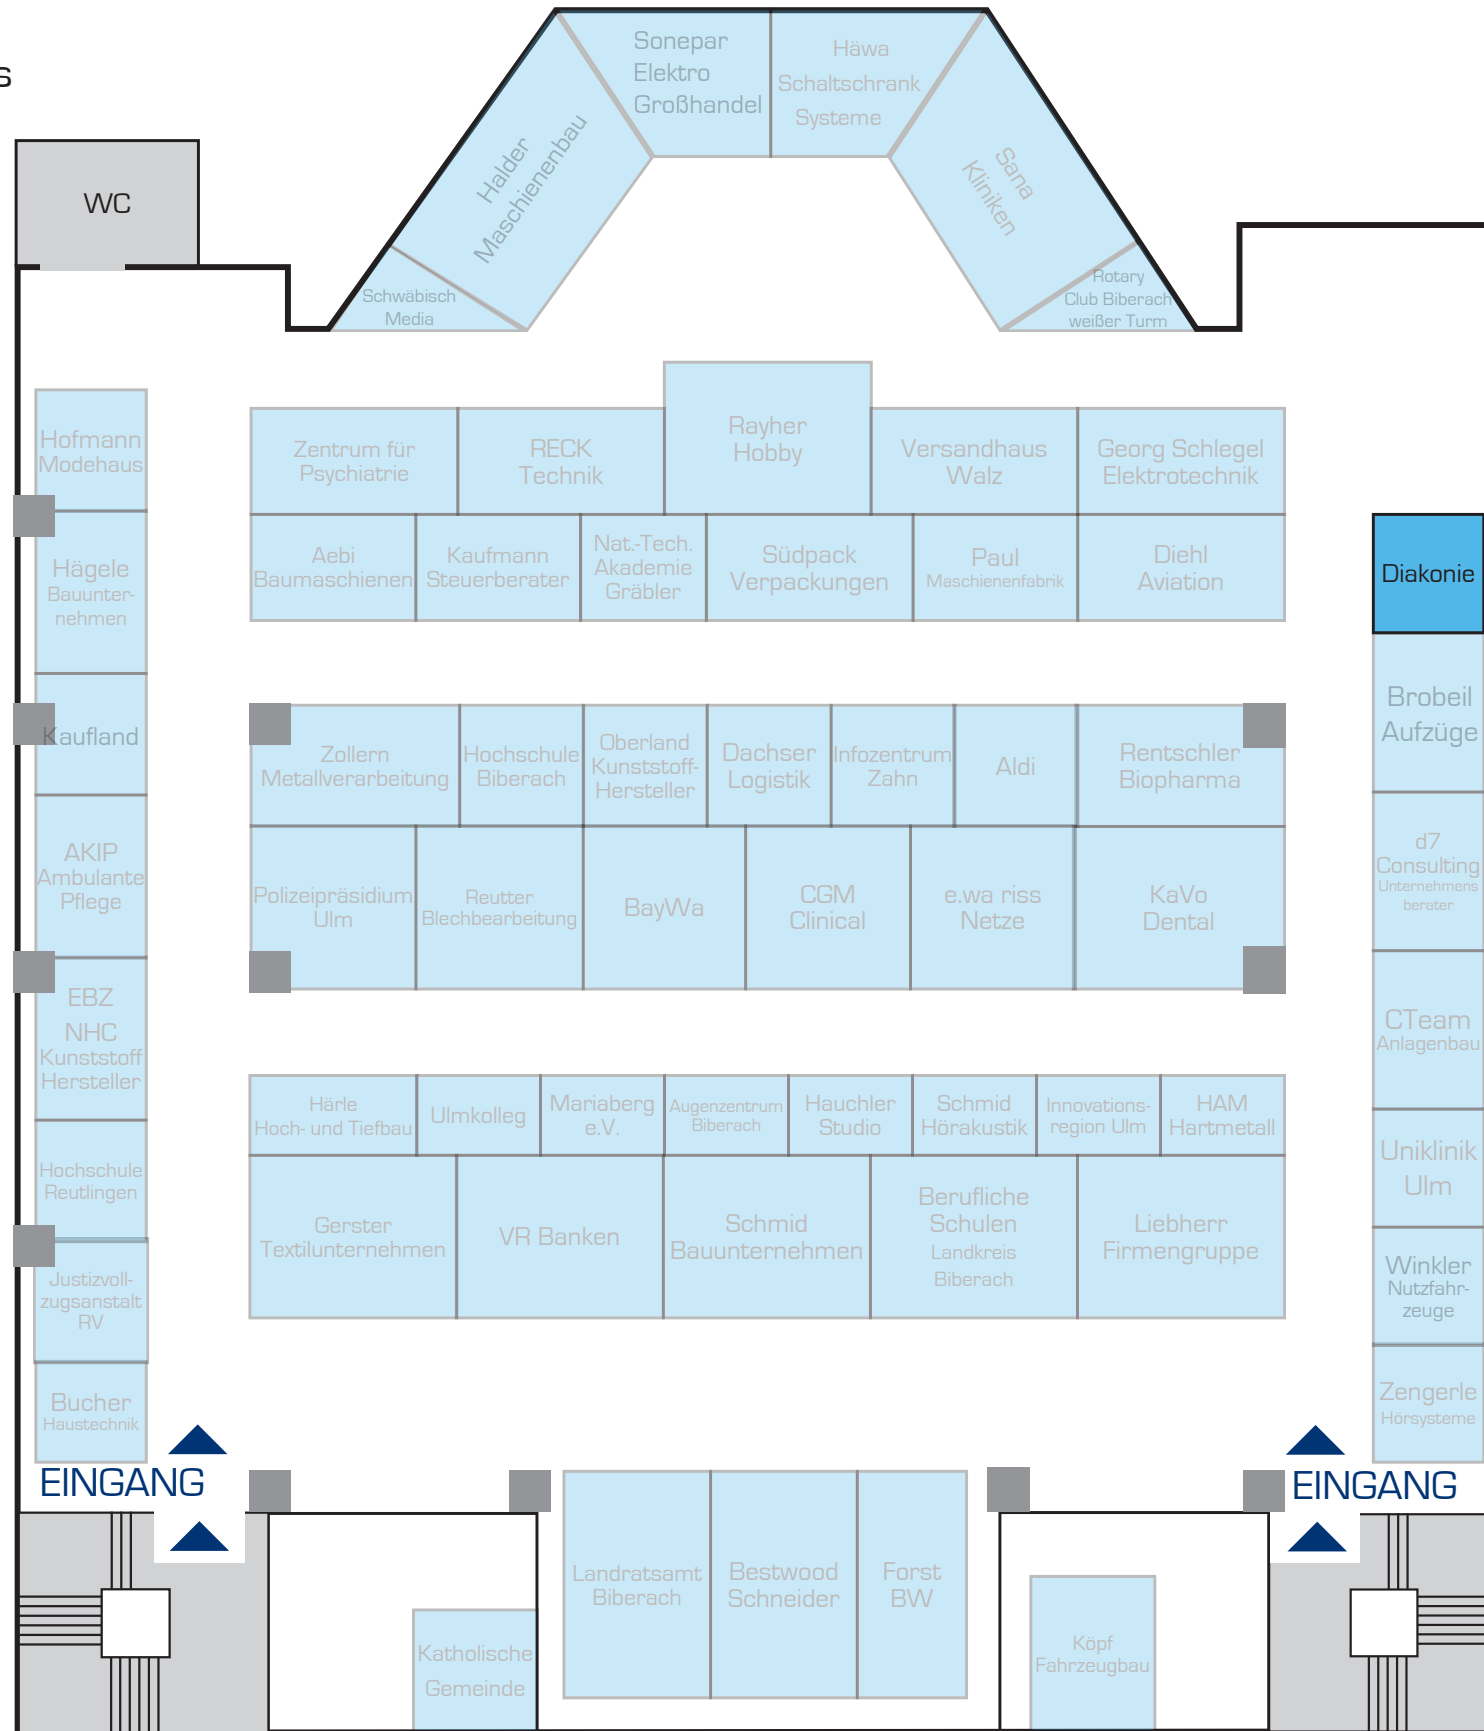 s
Sonepar
Elektro
Großhandel
Häwa
Schaltschrank
Systeme
Halder
Maschienenbau
Sana
Kliniken
WC
Schwäbisch
Media
Rotary
Club Biberach
weißer Turm
Hofmann
Modehaus
Hägele
Bauunter-
nehmen
Kaufland
AKIP
Ambulante
Pflege
EBZ
NHC
Kunststoff
Hersteller
Hochschule
Reutlingen
Justizvoll-
zugsanstalt
RV
Bucher
Haustechnik
Zentrum für
Psychiatrie
RECK
Technik
Rayher
Hobby
Versandhaus
Walz
Georg Schlegel
Elektrotechnik
Aebi
Baumaschienen
Kaufmann
Steuerberater
Nat.-Tech.
Akademie
Gräbler
Südpack
Verpackungen
Paul
Maschienenfabrik
Diehl
Aviation
Zollern
Metallverarbeitung
Hochschule
Biberach
Oberland
Kunststoff-
Hersteller
Dachser
Logistik
Infozentrum
Zahn
Aldi
Rentschler
Biopharma
Polizeipräsidium
Ulm
Reutter
Blechbearbeitung
BayWa
CGM
Clinical
e.wa riss
Netze
KaVo
Dental
Härle
Hoch- und Tiefbau
Ulmkolleg
Mariaberg
e.V.
Augenzentrum
Biberach
Hauchler
Studio
Schmid
Hörakustik
Innovations-
region Ulm
HAM
Hartmetall
Gerster
Textilunternehmen
VR Banken
Schmid
Bauunternehmen
Berufliche
Schulen
Landkreis
Biberach
Liebherr
Firmengruppe
Diakonie
Brobeil
Aufzüge
d7
Consulting
Unternehmens
berater
CTeam
Anlagenbau
Uniklinik
Ulm
Winkler
Nutzfahr-
zeuge
Zengerle
Hörsysteme
EINGANG
EINGANG
Katholische
Gemeinde
Landratsamt
Biberach
Bestwood
Schneider
Forst
BW
Köpf
Fahrzeugbau